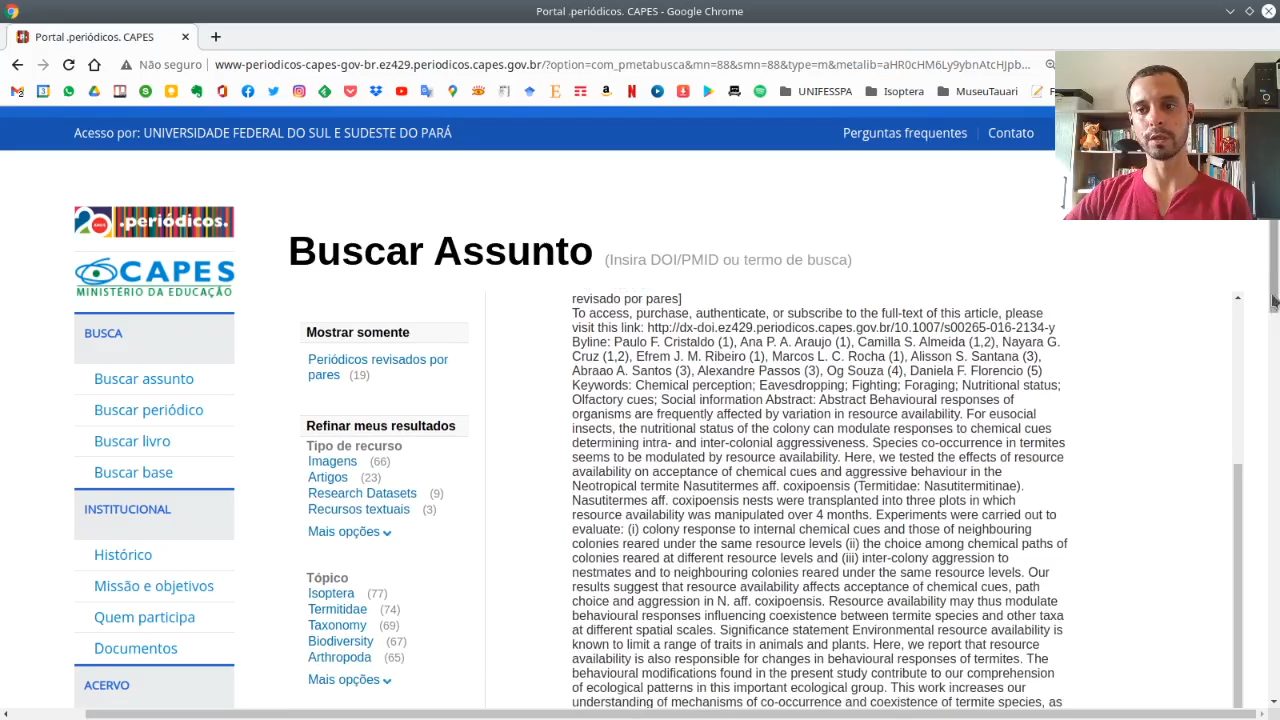 Portal .periódicos. CAPES - Google Chrome
Portal .periódicos. CAPES
Não seguro
www-periodicos-capes-gov-br.ez429.periodicos.capes.gov.br/?option=com_pmetabusca&mn=88&smn=88&type=m&metalib=aHR0cHM6Ly9ybnAtcHJpb...
UNIFESSPA
Isoptera
MuseuTauari
Acesso por: UNIVERSIDADE FEDERAL DO SUL E SUDESTE DO PARÁ
Perguntas frequentes
Contato
.periódicos.
CAPES
MINISTÉRIO DA EDUCAÇÃO
BUSCA
Buscar assunto
Buscar periódico
Buscar livro
Buscar base
INSTITUCIONAL
Histórico
Missão e objetivos
Quem participa
Documentos
ACERVO
Buscar Assunto (Insira DOI/PMID ou termo de busca)
Mostrar somente
Periódicos revisados por
pares (19)
Refinar meus resultados
Tipo de recurso
Imagens (66)
Artigos (23)
Research Datasets (9)
Recursos textuais (3)
Mais opções
Tópico
Isoptera (77)
Termitidae (74)
Taxonomy (69)
Biodiversity (67)
Arthropoda (65)
Mais opções
revisado por pares]
To access, purchase, authenticate, or subscribe to the full-text of this article, please
visit this link: http://dx-doi.ez429.periodicos.capes.gov.br/10.1007/s00265-016-2134-y
Byline: Paulo F. Cristaldo (1), Ana P. A. Araujo (1), Camilla S. Almeida (1,2), Nayara G.
Cruz (1,2), Efrem J. M. Ribeiro (1), Marcos L. C. Rocha (1), Alisson S. Santana (3),
Abraao A. Santos (3), Alexandre Passos (3), Og Souza (4), Daniela F. Florencio (5)
Keywords: Chemical perception; Eavesdropping; Fighting; Foraging; Nutritional status;
Olfactory cues; Social information Abstract: Abstract Behavioural responses of
organisms are frequently affected by variation in resource availability. For eusocial
insects, the nutritional status of the colony can modulate responses to chemical cues
determining intra- and inter-colonial aggressiveness. Species co-occurrence in termites
seems to be modulated by resource availability. Here, we tested the effects of resource
availability on acceptance of chemical cues and aggressive behaviour in the
Neotropical termite Nasutitermes aff. coxipoensis (Termitidae: Nasutitermitinae).
Nasutitermes aff. coxipoensis nests were transplanted into three plots in which
resource availability was manipulated over 4 months. Experiments were carried out to
evaluate: (i) colony response to internal chemical cues and those of neighbouring
colonies reared under the same resource levels (ii) the choice among chemical paths of
colonies reared at different resource levels and (iii) inter-colony aggression to
nestmates and to neighbouring colonies reared under the same resource levels. Our
results suggest that resource availability affects acceptance of chemical cues, path
choice and aggression in N. aff. coxipoensis. Resource availability may thus modulate
behavioural responses influencing coexistence between termite species and other taxa
at different spatial scales. Significance statement Environmental resource availability is
known to limit a range of traits in animals and plants. Here, we report that resource
availability is also responsible for changes in behavioural responses of termites. The
behavioural modifications found in the present study contribute to our comprehension
of ecological patterns in this important ecological group. This work increases our
understanding of mechanisms of co-occurrence and coexistence of termite species, as